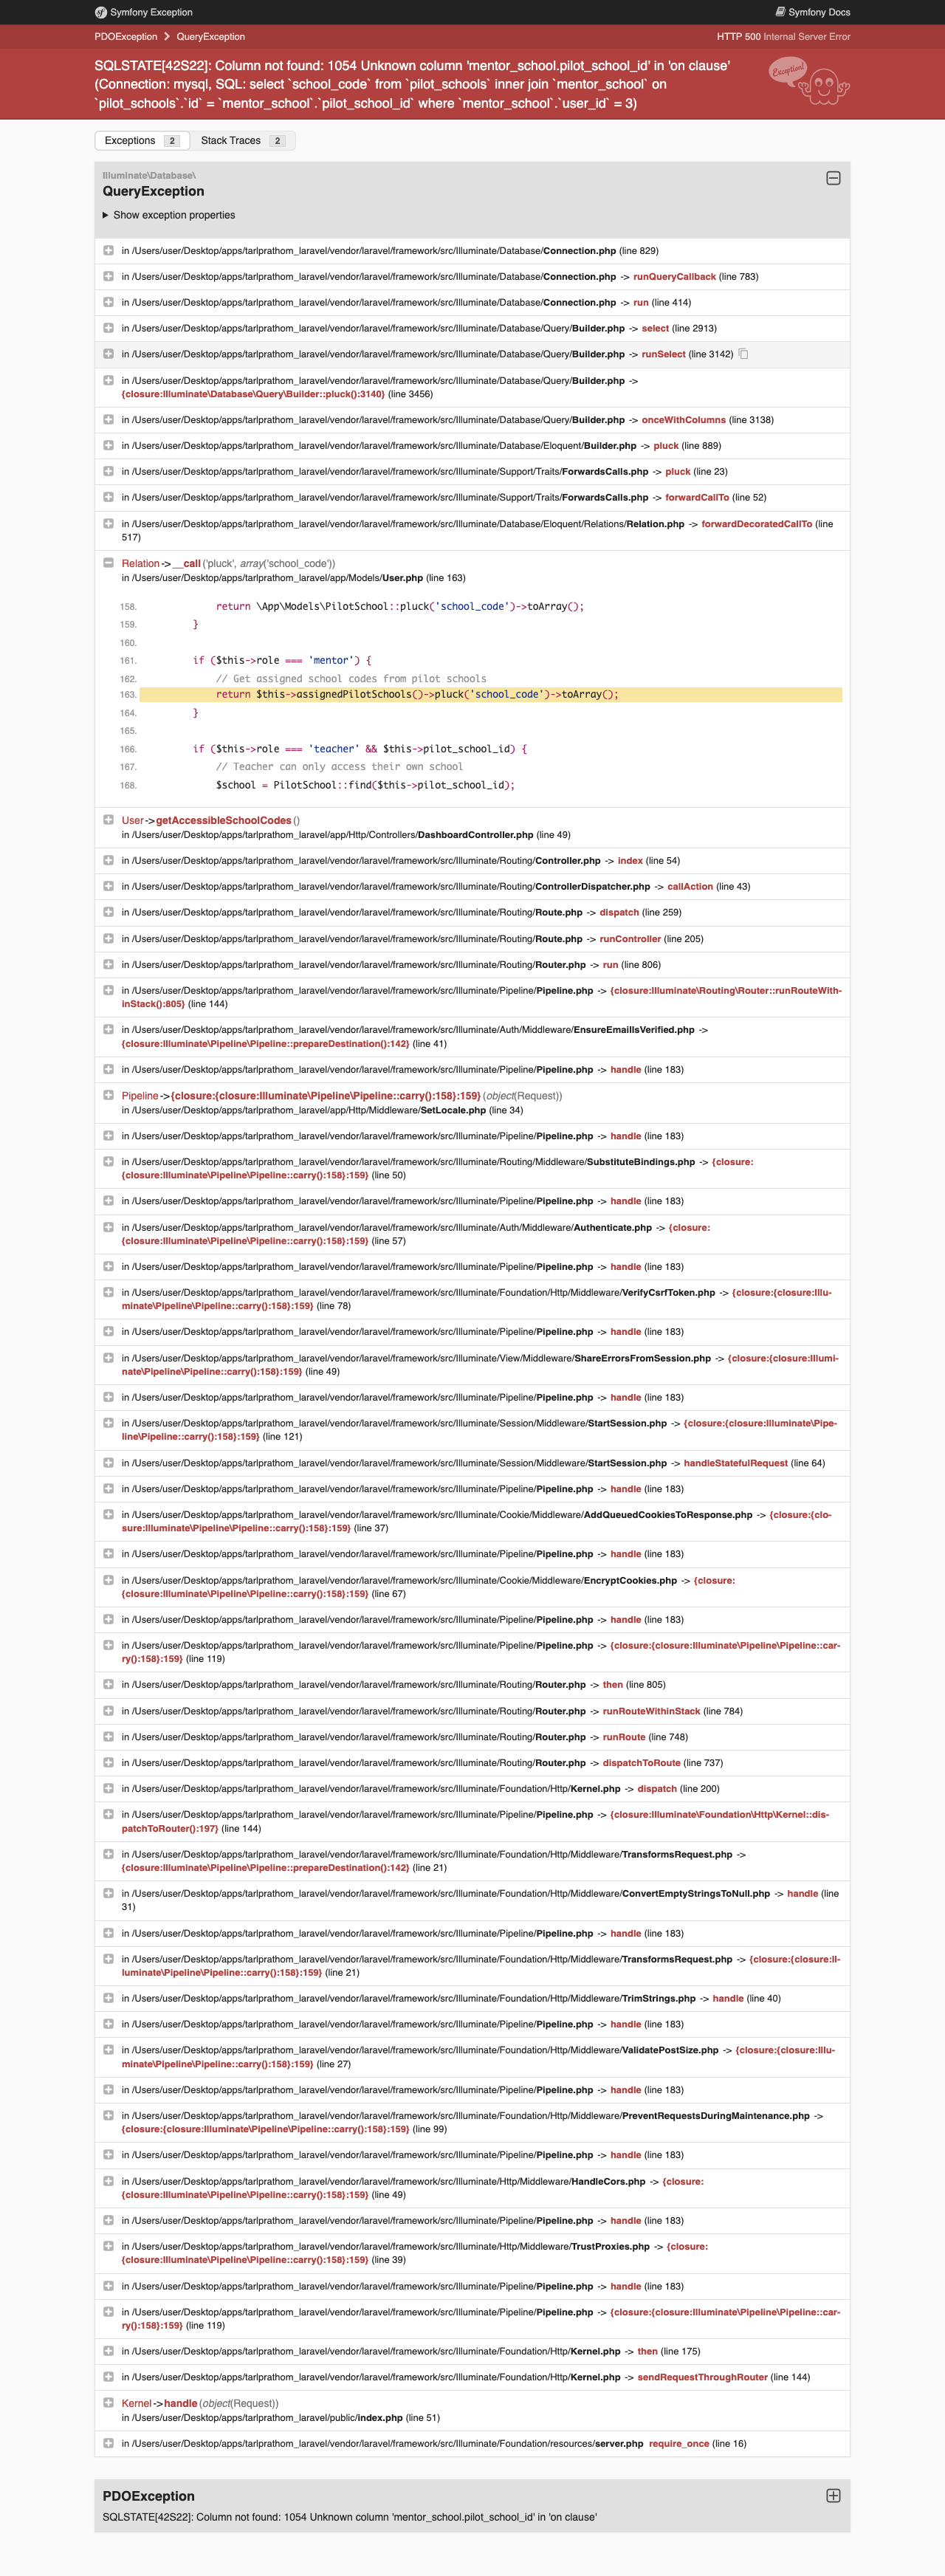 Symfony Exception
Symfony Docs
PDOException
QueryException
HTTP 500 Internal Server Error
SQLSTATE[42S22]: Column not found: 1054 Unknown column 'mentor_school.pilot_school_id' in 'on clause'
(Connection: mysql, SQL: select `school_code` from `pilot_schools` inner join `mentor_school` on
`pilot_schools`.`id` = `mentor_school`.`pilot_school_id` where `mentor_school`.`user_id` = 3)
Exception!
Exceptions 2
Stack Traces 2
Illuminate\Database\
QueryException
Show exception properties
in /Users/user/Desktop/apps/tarlprathom_laravel/vendor/laravel/framework/src/Illuminate/Database/Connection.php (line 829)
in /Users/user/Desktop/apps/tarlprathom_laravel/vendor/laravel/framework/src/Illuminate/Database/Connection.php -> runQueryCallback (line 783)
in /Users/user/Desktop/apps/tarlprathom_laravel/vendor/laravel/framework/src/Illuminate/Database/Connection.php -> run (line 414)
in /Users/user/Desktop/apps/tarlprathom_laravel/vendor/laravel/framework/src/Illuminate/Database/Query/Builder.php -> select (line 2913)
in /Users/user/Desktop/apps/tarlprathom_laravel/vendor/laravel/framework/src/Illuminate/Database/Query/Builder.php -> runSelect (line 3142)
in /Users/user/Desktop/apps/tarlprathom_laravel/vendor/laravel/framework/src/Illuminate/Database/Query/Builder.php ->
{closure:Illuminate\Database\Query\Builder::pluck():3140} (line 3456)
in /Users/user/Desktop/apps/tarlprathom_laravel/vendor/laravel/framework/src/Illuminate/Database/Query/Builder.php -> onceWithColumns (line 3138)
in /Users/user/Desktop/apps/tarlprathom_laravel/vendor/laravel/framework/src/Illuminate/Database/Eloquent/Builder.php -> pluck (line 889)
in /Users/user/Desktop/apps/tarlprathom_laravel/vendor/laravel/framework/src/Illuminate/Support/Traits/ForwardsCalls.php -> pluck (line 23)
in /Users/user/Desktop/apps/tarlprathom_laravel/vendor/laravel/framework/src/Illuminate/Support/Traits/ForwardsCalls.php -> forwardCallTo (line 52)
in /Users/user/Desktop/apps/tarlprathom_laravel/vendor/laravel/framework/src/Illuminate/Database/Eloquent/Relations/Relation.php -> forwardDecoratedCallTo (line
517)
Relation->__call ('pluck', array('school_code'))
in /Users/user/Desktop/apps/tarlprathom_laravel/app/Models/User.php (line 163)
158. return \App\Models\PilotSchool::pluck('school_code')->toArray();
159. }
160.
161. if ($this->role === 'mentor') {
162. // Get assigned school codes from pilot schools
163. return $this->assignedPilotSchools()->pluck('school_code')->toArray();
164. }
165.
166. if ($this->role === 'teacher' && $this->pilot_school_id) {
167. // Teacher can only access their own school
168. $school = PilotSchool::find($this->pilot_school_id);
User->getAccessibleSchoolCodes ()
in /Users/user/Desktop/apps/tarlprathom_laravel/app/Http/Controllers/DashboardController.php (line 49)
in /Users/user/Desktop/apps/tarlprathom_laravel/vendor/laravel/framework/src/Illuminate/Routing/Controller.php -> index (line 54)
in /Users/user/Desktop/apps/tarlprathom_laravel/vendor/laravel/framework/src/Illuminate/Routing/ControllerDispatcher.php -> callAction (line 43)
in /Users/user/Desktop/apps/tarlprathom_laravel/vendor/laravel/framework/src/Illuminate/Routing/Route.php -> dispatch (line 259)
in /Users/user/Desktop/apps/tarlprathom_laravel/vendor/laravel/framework/src/Illuminate/Routing/Route.php -> runController (line 205)
in /Users/user/Desktop/apps/tarlprathom_laravel/vendor/laravel/framework/src/Illuminate/Routing/Router.php -> run (line 806)
in /Users/user/Desktop/apps/tarlprathom_laravel/vendor/laravel/framework/src/Illuminate/Pipeline/Pipeline.php -> {closure:Illuminate\Routing\Router::runRouteWith-
inStack():805} (line 144)
in /Users/user/Desktop/apps/tarlprathom_laravel/vendor/laravel/framework/src/Illuminate/Auth/Middleware/EnsureEmailIsVerified.php ->
{closure:Illuminate\Pipeline\Pipeline::prepareDestination():142} (line 41)
in /Users/user/Desktop/apps/tarlprathom_laravel/vendor/laravel/framework/src/Illuminate/Pipeline/Pipeline.php -> handle (line 183)
Pipeline->{closure:{closure:Illuminate\Pipeline\Pipeline::carry():158}:159} (object(Request))
in /Users/user/Desktop/apps/tarlprathom_laravel/app/Http/Middleware/SetLocale.php (line 34)
in /Users/user/Desktop/apps/tarlprathom_laravel/vendor/laravel/framework/src/Illuminate/Pipeline/Pipeline.php -> handle (line 183)
in /Users/user/Desktop/apps/tarlprathom_laravel/vendor/laravel/framework/src/Illuminate/Routing/Middleware/SubstituteBindings.php -> {closure:
{closure:Illuminate\Pipeline\Pipeline::carry():158}:159} (line 50)
in /Users/user/Desktop/apps/tarlprathom_laravel/vendor/laravel/framework/src/Illuminate/Pipeline/Pipeline.php -> handle (line 183)
in /Users/user/Desktop/apps/tarlprathom_laravel/vendor/laravel/framework/src/Illuminate/Auth/Middleware/Authenticate.php -> {closure:
{closure:Illuminate\Pipeline\Pipeline::carry():158}:159} (line 57)
in /Users/user/Desktop/apps/tarlprathom_laravel/vendor/laravel/framework/src/Illuminate/Pipeline/Pipeline.php -> handle (line 183)
in /Users/user/Desktop/apps/tarlprathom_laravel/vendor/laravel/framework/src/Illuminate/Foundation/Http/Middleware/VerifyCsrfToken.php -> {closure:{closure:Illu-
minate\Pipeline\Pipeline::carry():158}:159} (line 78)
in /Users/user/Desktop/apps/tarlprathom_laravel/vendor/laravel/framework/src/Illuminate/Pipeline/Pipeline.php -> handle (line 183)
in /Users/user/Desktop/apps/tarlprathom_laravel/vendor/laravel/framework/src/Illuminate/View/Middleware/ShareErrorsFromSession.php -> {closure:{closure:Illumi-
nate\Pipeline\Pipeline::carry():158}:159} (line 49)
in /Users/user/Desktop/apps/tarlprathom_laravel/vendor/laravel/framework/src/Illuminate/Pipeline/Pipeline.php -> handle (line 183)
in /Users/user/Desktop/apps/tarlprathom_laravel/vendor/laravel/framework/src/Illuminate/Session/Middleware/StartSession.php -> {closure:{closure:Illuminate\Pipe-
line\Pipeline::carry():158}:159} (line 121)
in /Users/user/Desktop/apps/tarlprathom_laravel/vendor/laravel/framework/src/Illuminate/Session/Middleware/StartSession.php -> handleStatefulRequest (line 64)
in /Users/user/Desktop/apps/tarlprathom_laravel/vendor/laravel/framework/src/Illuminate/Pipeline/Pipeline.php -> handle (line 183)
in /Users/user/Desktop/apps/tarlprathom_laravel/vendor/laravel/framework/src/Illuminate/Cookie/Middleware/AddQueuedCookiesToResponse.php -> {closure:{clo-
sure:Illuminate\Pipeline\Pipeline::carry():158}:159} (line 37)
in /Users/user/Desktop/apps/tarlprathom_laravel/vendor/laravel/framework/src/Illuminate/Pipeline/Pipeline.php -> handle (line 183)
in /Users/user/Desktop/apps/tarlprathom_laravel/vendor/laravel/framework/src/Illuminate/Cookie/Middleware/EncryptCookies.php -> {closure:
{closure:Illuminate\Pipeline\Pipeline::carry():158}:159} (line 67)
in /Users/user/Desktop/apps/tarlprathom_laravel/vendor/laravel/framework/src/Illuminate/Pipeline/Pipeline.php -> handle (line 183)
in /Users/user/Desktop/apps/tarlprathom_laravel/vendor/laravel/framework/src/Illuminate/Pipeline/Pipeline.php -> {closure:{closure:Illuminate\Pipeline\Pipeline::car-
ry():158}:159} (line 119)
in /Users/user/Desktop/apps/tarlprathom_laravel/vendor/laravel/framework/src/Illuminate/Routing/Router.php -> then (line 805)
in /Users/user/Desktop/apps/tarlprathom_laravel/vendor/laravel/framework/src/Illuminate/Routing/Router.php -> runRouteWithinStack (line 784)
in /Users/user/Desktop/apps/tarlprathom_laravel/vendor/laravel/framework/src/Illuminate/Routing/Router.php -> runRoute (line 748)
in /Users/user/Desktop/apps/tarlprathom_laravel/vendor/laravel/framework/src/Illuminate/Routing/Router.php -> dispatchToRoute (line 737)
in /Users/user/Desktop/apps/tarlprathom_laravel/vendor/laravel/framework/src/Illuminate/Foundation/Http/Kernel.php -> dispatch (line 200)
in /Users/user/Desktop/apps/tarlprathom_laravel/vendor/laravel/framework/src/Illuminate/Pipeline/Pipeline.php -> {closure:Illuminate\Foundation\Http\Kernel::dis-
patchToRouter():197} (line 144)
in /Users/user/Desktop/apps/tarlprathom_laravel/vendor/laravel/framework/src/Illuminate/Foundation/Http/Middleware/TransformsRequest.php ->
{closure:Illuminate\Pipeline\Pipeline::prepareDestination():142} (line 21)
in /Users/user/Desktop/apps/tarlprathom_laravel/vendor/laravel/framework/src/Illuminate/Foundation/Http/Middleware/ConvertEmptyStringsToNull.php -> handle (line
31)
in /Users/user/Desktop/apps/tarlprathom_laravel/vendor/laravel/framework/src/Illuminate/Pipeline/Pipeline.php -> handle (line 183)
in /Users/user/Desktop/apps/tarlprathom_laravel/vendor/laravel/framework/src/Illuminate/Foundation/Http/Middleware/TransformsRequest.php -> {closure:{closure:Il-
luminate\Pipeline\Pipeline::carry():158}:159} (line 21)
in /Users/user/Desktop/apps/tarlprathom_laravel/vendor/laravel/framework/src/Illuminate/Foundation/Http/Middleware/TrimStrings.php -> handle (line 40)
in /Users/user/Desktop/apps/tarlprathom_laravel/vendor/laravel/framework/src/Illuminate/Pipeline/Pipeline.php -> handle (line 183)
in /Users/user/Desktop/apps/tarlprathom_laravel/vendor/laravel/framework/src/Illuminate/Foundation/Http/Middleware/ValidatePostSize.php -> {closure:{closure:Illu-
minate\Pipeline\Pipeline::carry():158}:159} (line 27)
in /Users/user/Desktop/apps/tarlprathom_laravel/vendor/laravel/framework/src/Illuminate/Pipeline/Pipeline.php -> handle (line 183)
in /Users/user/Desktop/apps/tarlprathom_laravel/vendor/laravel/framework/src/Illuminate/Foundation/Http/Middleware/PreventRequestsDuringMaintenance.php ->
{closure:{closure:Illuminate\Pipeline\Pipeline::carry():158}:159} (line 99)
in /Users/user/Desktop/apps/tarlprathom_laravel/vendor/laravel/framework/src/Illuminate/Pipeline/Pipeline.php -> handle (line 183)
in /Users/user/Desktop/apps/tarlprathom_laravel/vendor/laravel/framework/src/Illuminate/Http/Middleware/HandleCors.php -> {closure:
{closure:Illuminate\Pipeline\Pipeline::carry():158}:159} (line 49)
in /Users/user/Desktop/apps/tarlprathom_laravel/vendor/laravel/framework/src/Illuminate/Pipeline/Pipeline.php -> handle (line 183)
in /Users/user/Desktop/apps/tarlprathom_laravel/vendor/laravel/framework/src/Illuminate/Http/Middleware/TrustProxies.php -> {closure:
{closure:Illuminate\Pipeline\Pipeline::carry():158}:159} (line 39)
in /Users/user/Desktop/apps/tarlprathom_laravel/vendor/laravel/framework/src/Illuminate/Pipeline/Pipeline.php -> handle (line 183)
in /Users/user/Desktop/apps/tarlprathom_laravel/vendor/laravel/framework/src/Illuminate/Pipeline/Pipeline.php -> {closure:{closure:Illuminate\Pipeline\Pipeline::car-
ry():158}:159} (line 119)
in /Users/user/Desktop/apps/tarlprathom_laravel/vendor/laravel/framework/src/Illuminate/Foundation/Http/Kernel.php -> then (line 175)
in /Users/user/Desktop/apps/tarlprathom_laravel/vendor/laravel/framework/src/Illuminate/Foundation/Http/Kernel.php -> sendRequestThroughRouter (line 144)
Kernel->handle (object(Request))
in /Users/user/Desktop/apps/tarlprathom_laravel/public/index.php (line 51)
in /Users/user/Desktop/apps/tarlprathom_laravel/vendor/laravel/framework/src/Illuminate/Foundation/resources/server.php require_once (line 16)
PDOException
SQLSTATE[42S22]: Column not found: 1054 Unknown column 'mentor_school.pilot_school_id' in 'on clause'